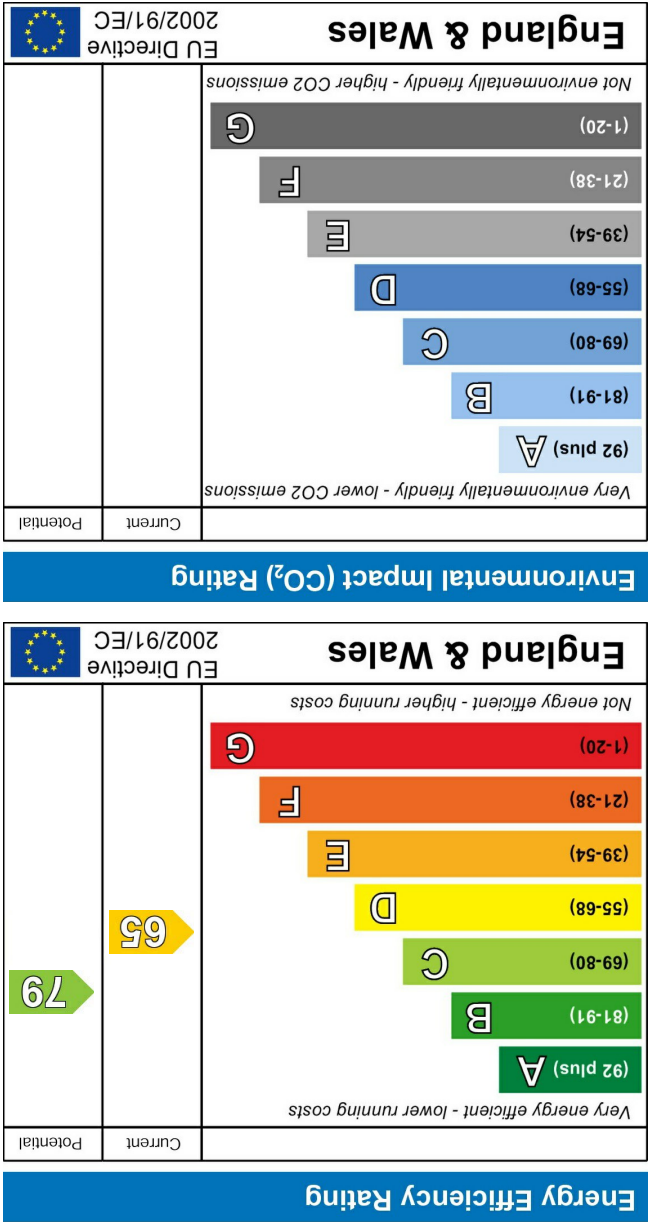 Energy Efficiency Rating
Current Potential
Very energy efficient - lower running costs
(92 plus) A
(81-91) B
(69-80) C
(55-68) D
(39-54) E
(21-38) F
(1-20) G
65
79
Not energy efficient - higher running costs
England & Wales
EU Directive
2002/91/EC
Environmental Impact (CO₂) Rating
Current Potential
Very environmentally friendly - lower CO2 emissions
(92 plus) A
(81-91) B
(69-80) C
(55-68) D
(39-54) E
(21-38) F
(1-20) G
Not environmentally friendly - higher CO2 emissions
England & Wales
EU Directive
2002/91/EC